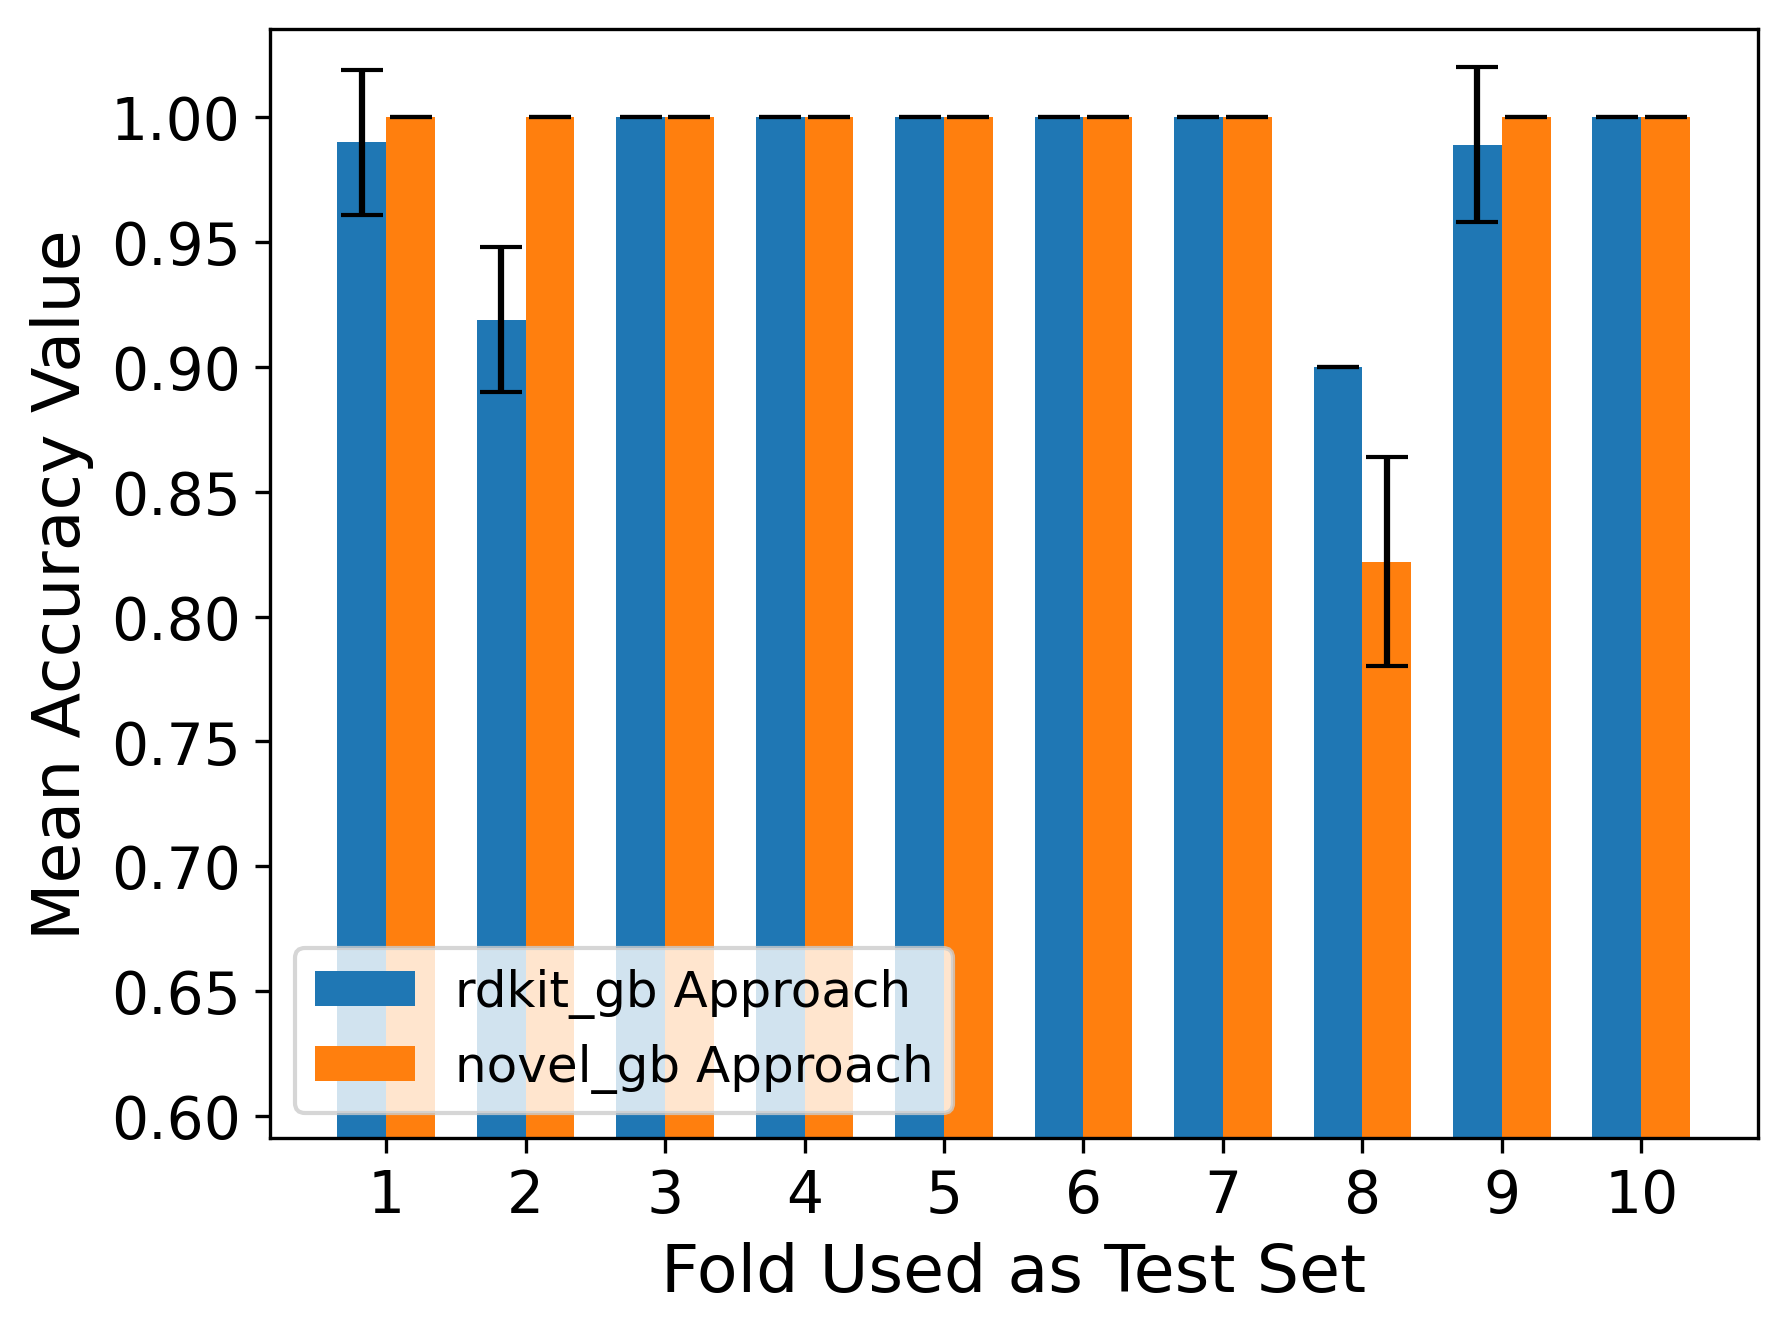 Mean Accuracy Value
1.00
0.95
0.90
0.85
0.80
0.75
0.70
0.65
0.60
rdkit_gb Approach
novel_gb Approach
1 2 3 4 5 6 7 8 9 10
Fold Used as Test Set